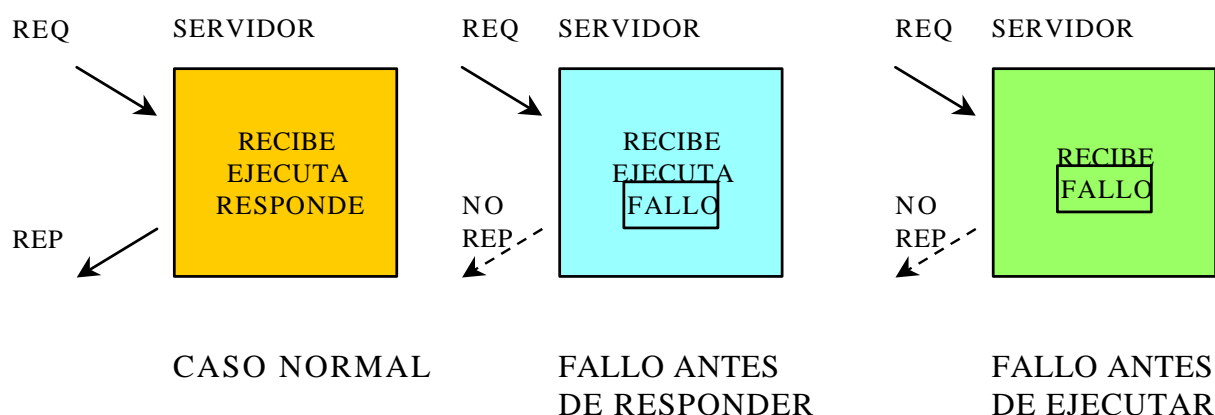 REQ
SERVIDOR
RECIBE
EJECUTA
RESPONDE
REP
CASO NORMAL
REQ
SERVIDOR
RECIBE
EJECUTA
FALLO
NO
REP
FALLO ANTES
DE RESPONDER
REQ
SERVIDOR
RECIBE
FALLO
NO
REP
FALLO ANTES
DE EJECUTAR